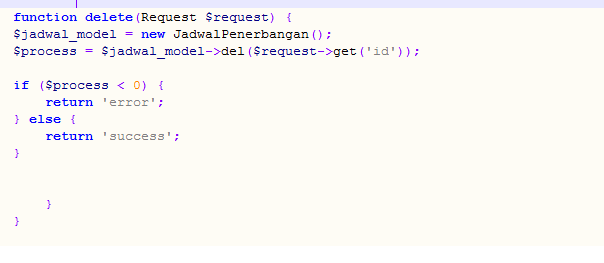 function delete(Request $request) {
$jadwal_model = new JadwalPenerbangan();
$process = $jadwal_model->del($request->get('id'));
if ($process < 0) {
return 'error';
} else {
return 'success';
}
}
}